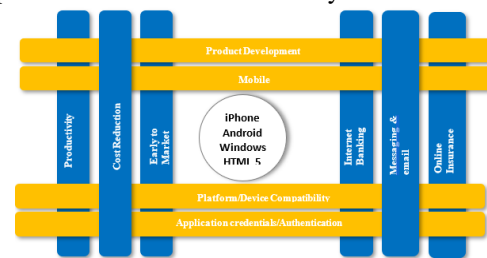 Product Development
Mobile
Productivity
Cost Reduction
Early to
Market
iPhone
Android
Windows
HTML 5
Internet
Banking
Messaging &
email
Online
Insurance
Platform/Device Compatibility
Application credentials/Authentication